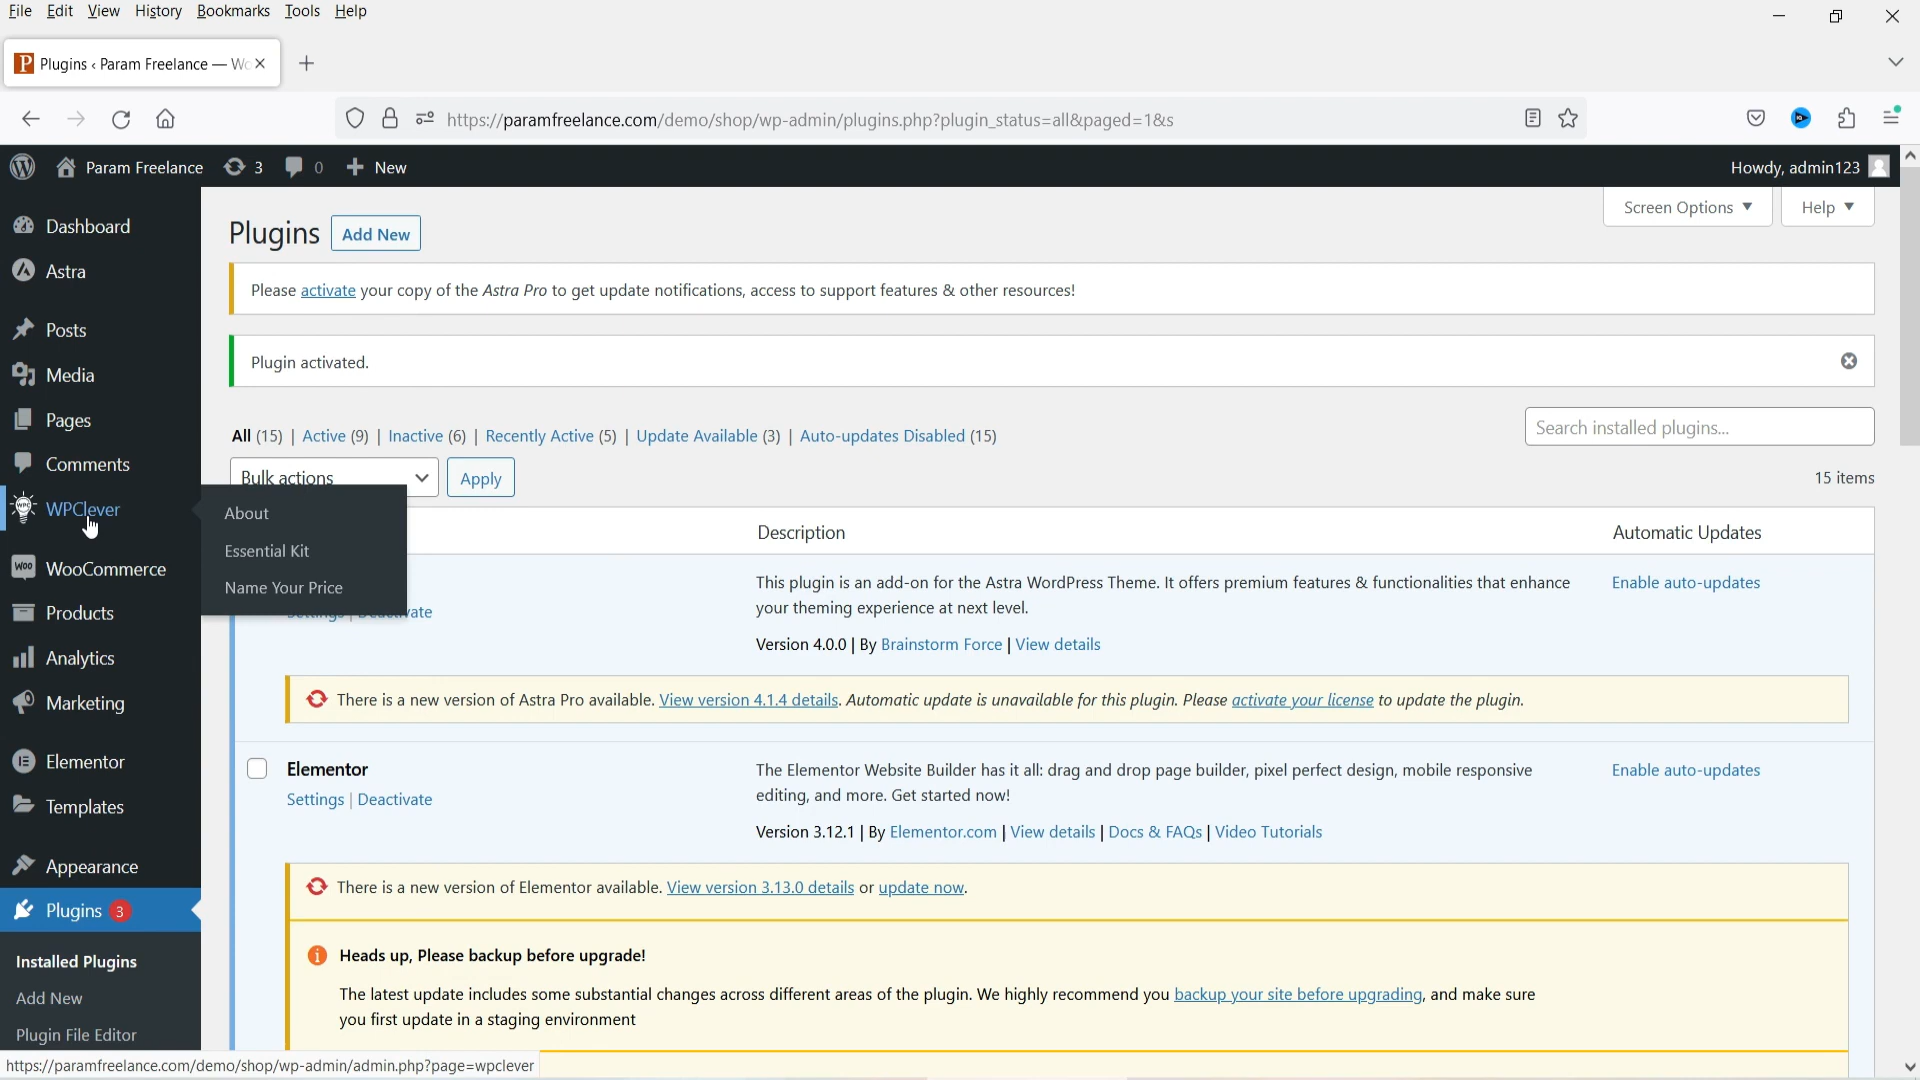 File Edit View History Bookmarks Tools Help
Plugins ‹ Param Freelance — Wo
https://paramfreelance.com/demo/shop/wp-admin/plugins.php?plugin_status=all&paged=1&s
Param Freelance 3 0 New
Howdy, admin123
Dashboard
Astra
Posts
Media
Pages
Comments
WPClever
WooCommerce
Products
Analytics
Marketing
Elementor
Templates
Appearance
Plugins 3
Installed Plugins
Add New
Plugin File Editor
About
Essential Kit
Name Your Price
Screen Options Help
Plugins Add New
Please activate your copy of the Astra Pro to get update notifications, access to support features & other resources!
Plugin activated.
All (15) | Active (9) | Inactive (6) | Recently Active (5) | Update Available (3) | Auto-updates Disabled (15)
Search installed plugins...
Bulk actions Apply
15 items
Description Automatic Updates
This plugin is an add-on for the Astra WordPress Theme. It offers premium features & functionalities that enhance
your theming experience at next level.
Enable auto-updates
Settings | Deactivate
Version 4.0.0 | By Brainstorm Force | View details
There is a new version of Astra Pro available. View version 4.1.4 details. Automatic update is unavailable for this plugin. Please activate your license to update the plugin.
Elementor
Settings | Deactivate
The Elementor Website Builder has it all: drag and drop page builder, pixel perfect design, mobile responsive
editing, and more. Get started now!
Enable auto-updates
Version 3.12.1 | By Elementor.com | View details | Docs & FAQs | Video Tutorials
There is a new version of Elementor available. View version 3.13.0 details or update now.
Heads up, Please backup before upgrade!
The latest update includes some substantial changes across different areas of the plugin. We highly recommend you backup your site before upgrading, and make sure
you first update in a staging environment
https://paramfreelance.com/demo/shop/wp-admin/admin.php?page=wpclever